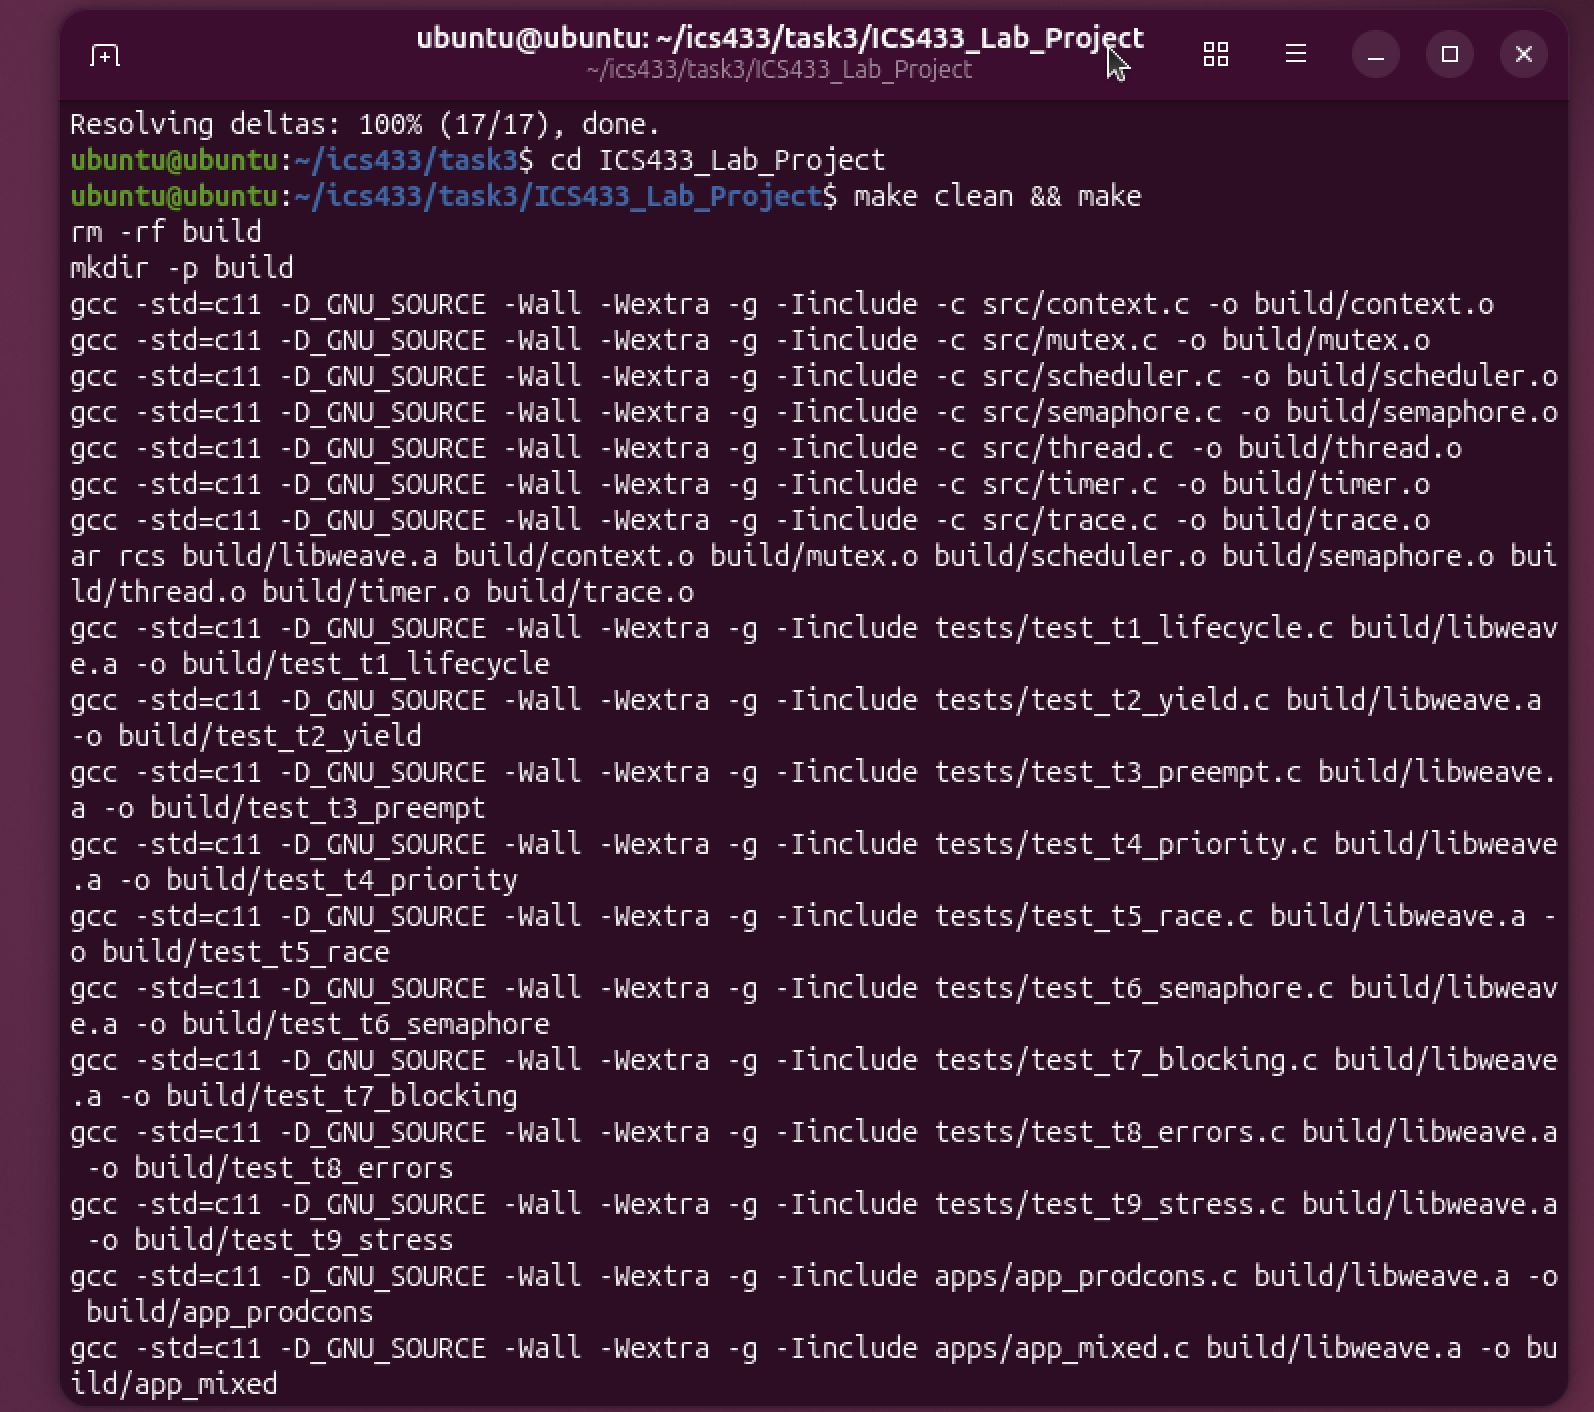 ubuntu@ubuntu: ~/ics433/task3/ICS433_Lab_Project
~/ics433/task3/ICS433_Lab_Project
Resolving deltas: 100% (17/17), done.
ubuntu@ubuntu:~/ics433/task3$ cd ICS433_Lab_Project
ubuntu@ubuntu:~/ics433/task3/ICS433_Lab_Project$ make clean && make
rm -rf build
mkdir -p build
gcc -std=c11 -D_GNU_SOURCE -Wall -Wextra -g -Iinclude -c src/context.c -o build/context.o
gcc -std=c11 -D_GNU_SOURCE -Wall -Wextra -g -Iinclude -c src/mutex.c -o build/mutex.o
gcc -std=c11 -D_GNU_SOURCE -Wall -Wextra -g -Iinclude -c src/scheduler.c -o build/scheduler.o
gcc -std=c11 -D_GNU_SOURCE -Wall -Wextra -g -Iinclude -c src/semaphore.c -o build/semaphore.o
gcc -std=c11 -D_GNU_SOURCE -Wall -Wextra -g -Iinclude -c src/thread.c -o build/thread.o
gcc -std=c11 -D_GNU_SOURCE -Wall -Wextra -g -Iinclude -c src/timer.c -o build/timer.o
gcc -std=c11 -D_GNU_SOURCE -Wall -Wextra -g -Iinclude -c src/trace.c -o build/trace.o
ar rcs build/libweave.a build/context.o build/mutex.o build/scheduler.o build/semaphore.o bui
ld/thread.o build/timer.o build/trace.o
gcc -std=c11 -D_GNU_SOURCE -Wall -Wextra -g -Iinclude tests/test_t1_lifecycle.c build/libweav
e.a -o build/test_t1_lifecycle
gcc -std=c11 -D_GNU_SOURCE -Wall -Wextra -g -Iinclude tests/test_t2_yield.c build/libweave.a
-o build/test_t2_yield
gcc -std=c11 -D_GNU_SOURCE -Wall -Wextra -g -Iinclude tests/test_t3_preempt.c build/libweave.
a -o build/test_t3_preempt
gcc -std=c11 -D_GNU_SOURCE -Wall -Wextra -g -Iinclude tests/test_t4_priority.c build/libweave
.a -o build/test_t4_priority
gcc -std=c11 -D_GNU_SOURCE -Wall -Wextra -g -Iinclude tests/test_t5_race.c build/libweave.a -
o build/test_t5_race
gcc -std=c11 -D_GNU_SOURCE -Wall -Wextra -g -Iinclude tests/test_t6_semaphore.c build/libweav
e.a -o build/test_t6_semaphore
gcc -std=c11 -D_GNU_SOURCE -Wall -Wextra -g -Iinclude tests/test_t7_blocking.c build/libweave
.a -o build/test_t7_blocking
gcc -std=c11 -D_GNU_SOURCE -Wall -Wextra -g -Iinclude tests/test_t8_errors.c build/libweave.a
 -o build/test_t8_errors
gcc -std=c11 -D_GNU_SOURCE -Wall -Wextra -g -Iinclude tests/test_t9_stress.c build/libweave.a
 -o build/test_t9_stress
gcc -std=c11 -D_GNU_SOURCE -Wall -Wextra -g -Iinclude apps/app_prodcons.c build/libweave.a -o
 build/app_prodcons
gcc -std=c11 -D_GNU_SOURCE -Wall -Wextra -g -Iinclude apps/app_mixed.c build/libweave.a -o bu
ild/app_mixed